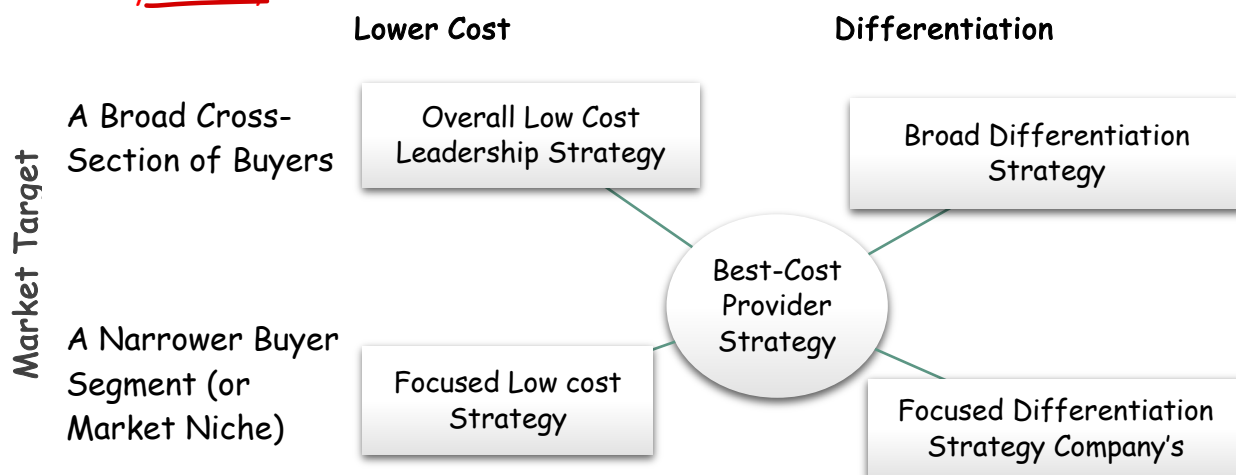 Lower Cost
Differentiation
Market Target
A Broad Cross-
Section of Buyers
Overall Low Cost
Leadership Strategy
Broad Differentiation
Strategy
Best-Cost
Provider
Strategy
A Narrower Buyer
Segment (or
Market Niche)
Focused Low cost
Strategy
Focused Differentiation
Strategy Company's